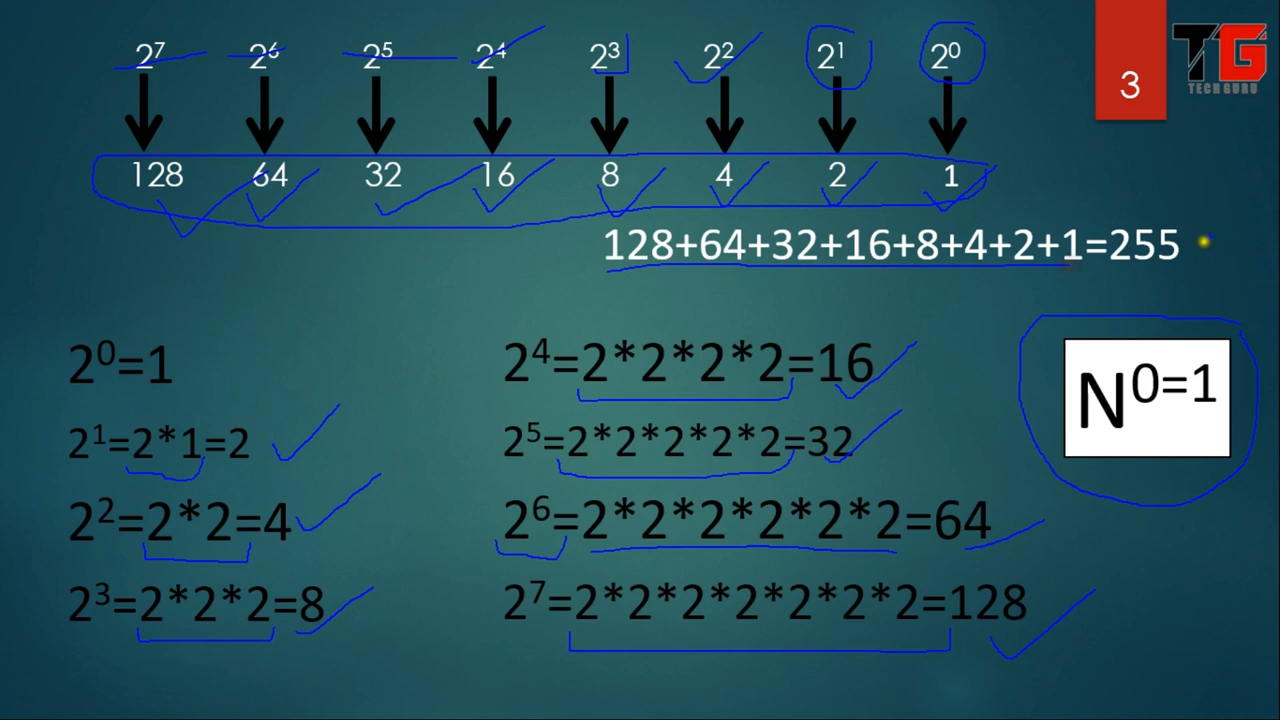 2⁷ 2⁶ 2⁵ 2⁴ 2³ 2² 2¹ 2⁰
3
TG
TECH GURU
128 64 32 16 8 4 2 1
128+64+32+16+8+4+2+1=255
2⁰=1
2¹=2*1=2
2²=2*2=4
2³=2*2*2=8
2⁴=2*2*2*2=16
2⁵=2*2*2*2*2=32
2⁶=2*2*2*2*2*2=64
2⁷=2*2*2*2*2*2*2=128
N⁰⁼¹